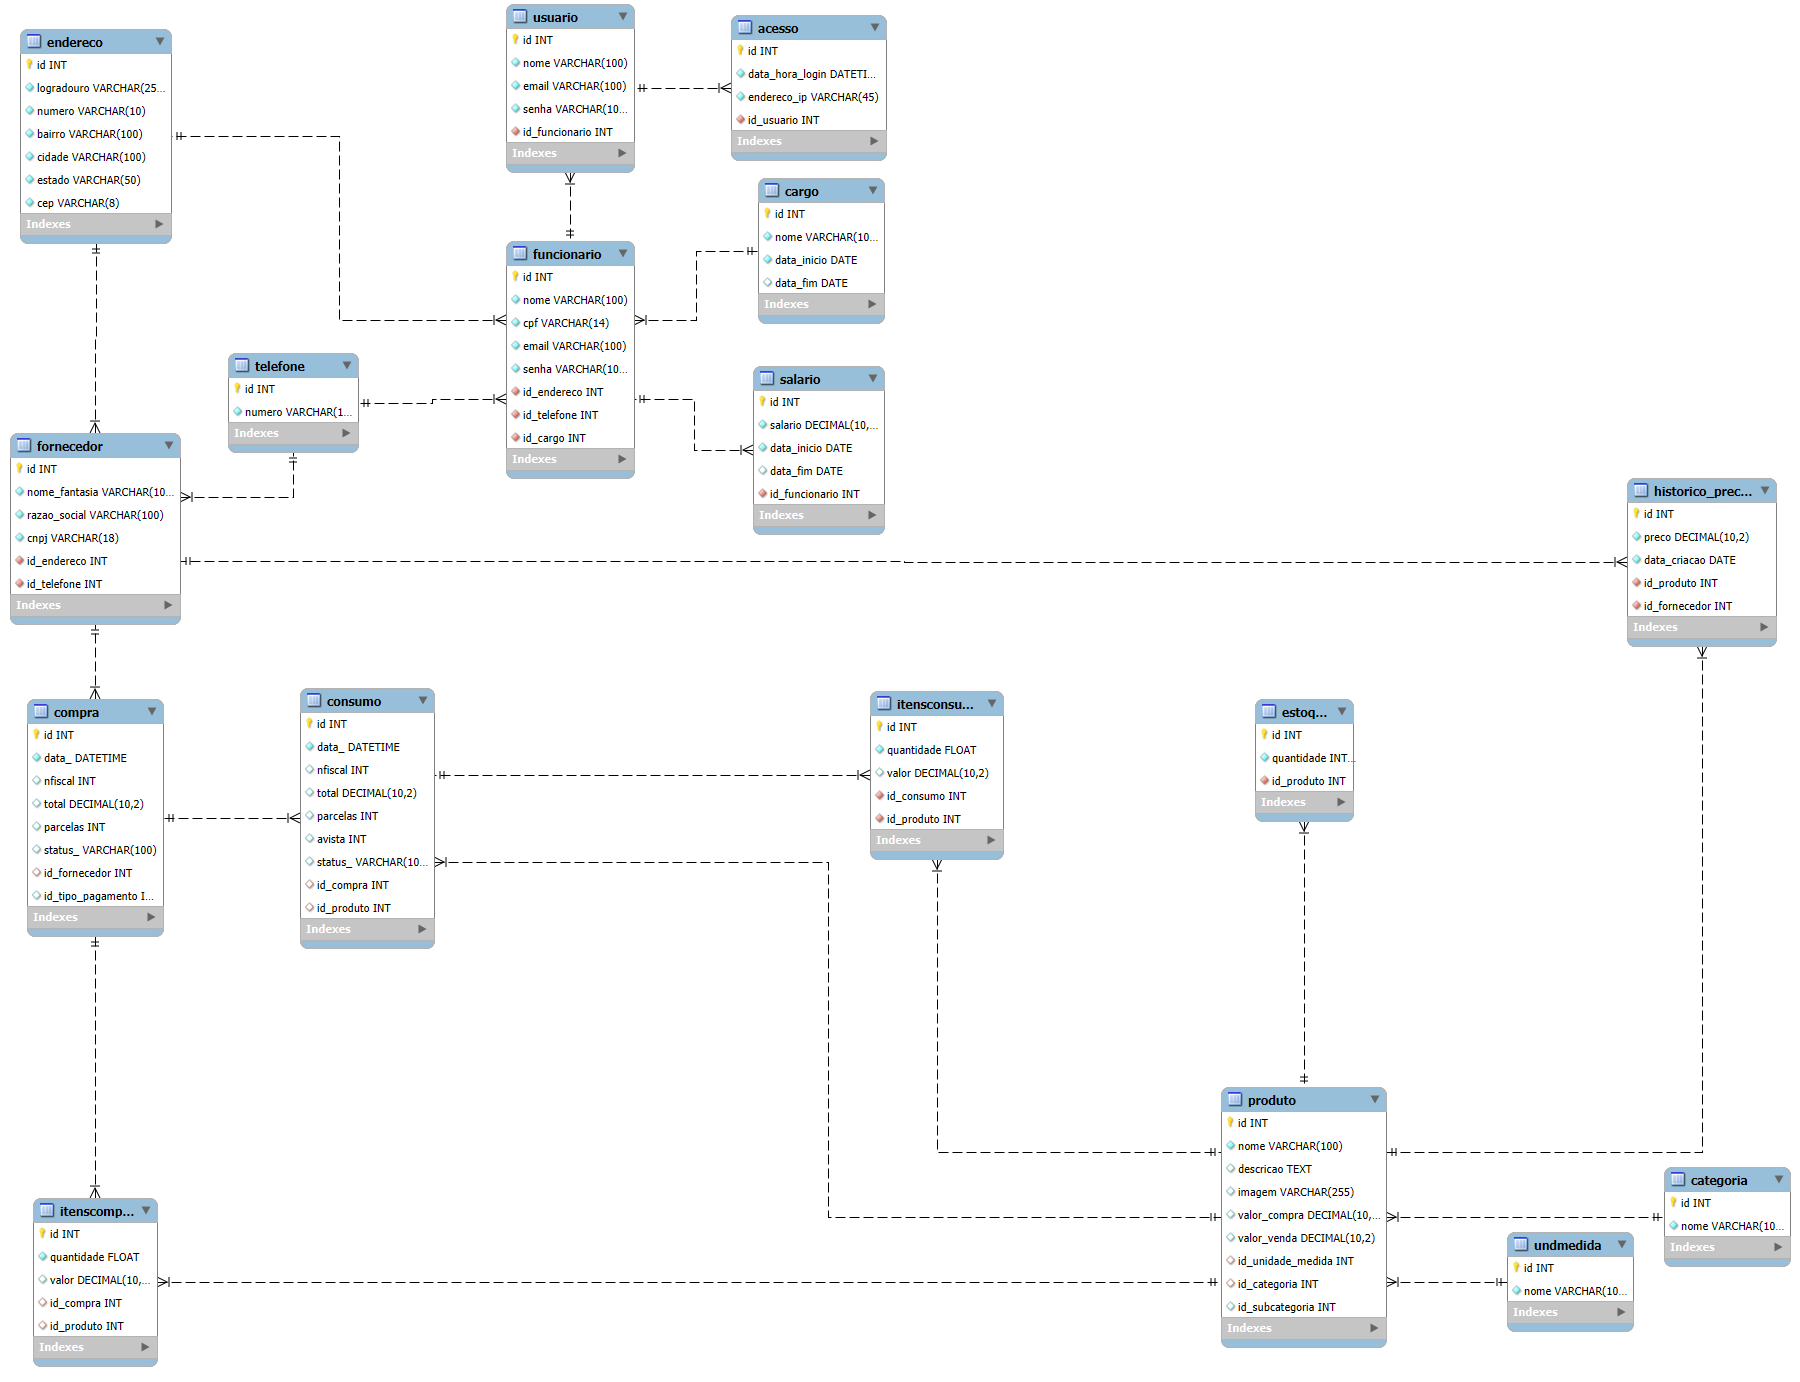 endereco
id INT
logradouro VARCHAR(25...
numero VARCHAR(10)
bairro VARCHAR(100)
cidade VARCHAR(100)
estado VARCHAR(50)
cep VARCHAR(8)
Indexes
usuario
id INT
nome VARCHAR(100)
email VARCHAR(100)
senha VARCHAR(10...
id_funcionario INT
Indexes
acesso
id INT
data_hora_login DATETI...
endereco_ip VARCHAR(45)
id_usuario INT
Indexes
cargo
id INT
nome VARCHAR(10...
data_inicio DATE
data_fim DATE
Indexes
funcionario
id INT
nome VARCHAR(100)
cpf VARCHAR(14)
email VARCHAR(100)
senha VARCHAR(10...
id_endereco INT
id_telefone INT
id_cargo INT
Indexes
telefone
id INT
numero VARCHAR(1...
Indexes
salario
id INT
salario DECIMAL(10,...
data_inicio DATE
data_fim DATE
id_funcionario INT
Indexes
fornecedor
id INT
nome_fantasia VARCHAR(10...
razao_social VARCHAR(100)
cnpj VARCHAR(18)
id_endereco INT
id_telefone INT
Indexes
historico_prec...
id INT
preco DECIMAL(10,2)
data_criacao DATE
id_produto INT
id_fornecedor INT
Indexes
compra
id INT
data_ DATETIME
nfiscal INT
total DECIMAL(10,2)
parcelas INT
status_ VARCHAR(100)
id_fornecedor INT
id_tipo_pagamento I...
Indexes
consumo
id INT
data_ DATETIME
nfiscal INT
total DECIMAL(10,2)
parcelas INT
avista INT
status_ VARCHAR(10...
id_compra INT
id_produto INT
Indexes
itensconsu...
id INT
quantidade FLOAT
valor DECIMAL(10,2)
id_consumo INT
id_produto INT
Indexes
estoq...
id INT
quantidade INT...
id_produto INT
Indexes
produto
id INT
nome VARCHAR(100)
descricao TEXT
imagem VARCHAR(255)
valor_compra DECIMAL(10,...
valor_venda DECIMAL(10,2)
id_unidade_medida INT
id_categoria INT
id_subcategoria INT
Indexes
categoria
id INT
nome VARCHAR(10...
Indexes
undmedida
id INT
nome VARCHAR(10...
Indexes
itenscomp...
id INT
quantidade FLOAT
valor DECIMAL(10,...
id_compra INT
id_produto INT
Indexes